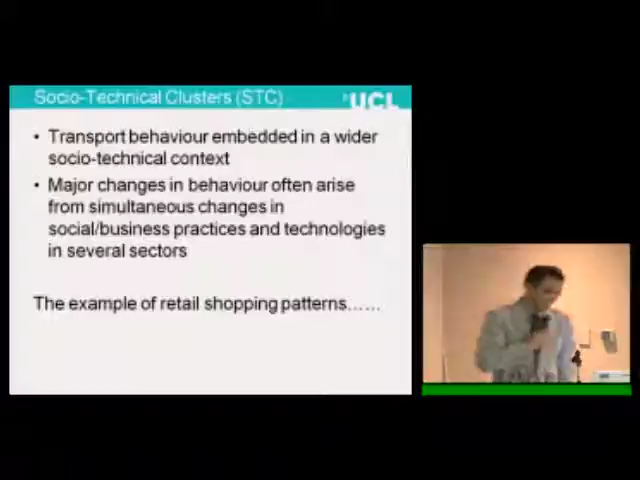 Socio-Technical Clusters (STC)
UCL
• Transport behaviour embedded in a wider
socio-technical context
• Major changes in behaviour often arise
from simultaneous changes in
social/business practices and technologies
in several sectors
The example of retail shopping patterns……